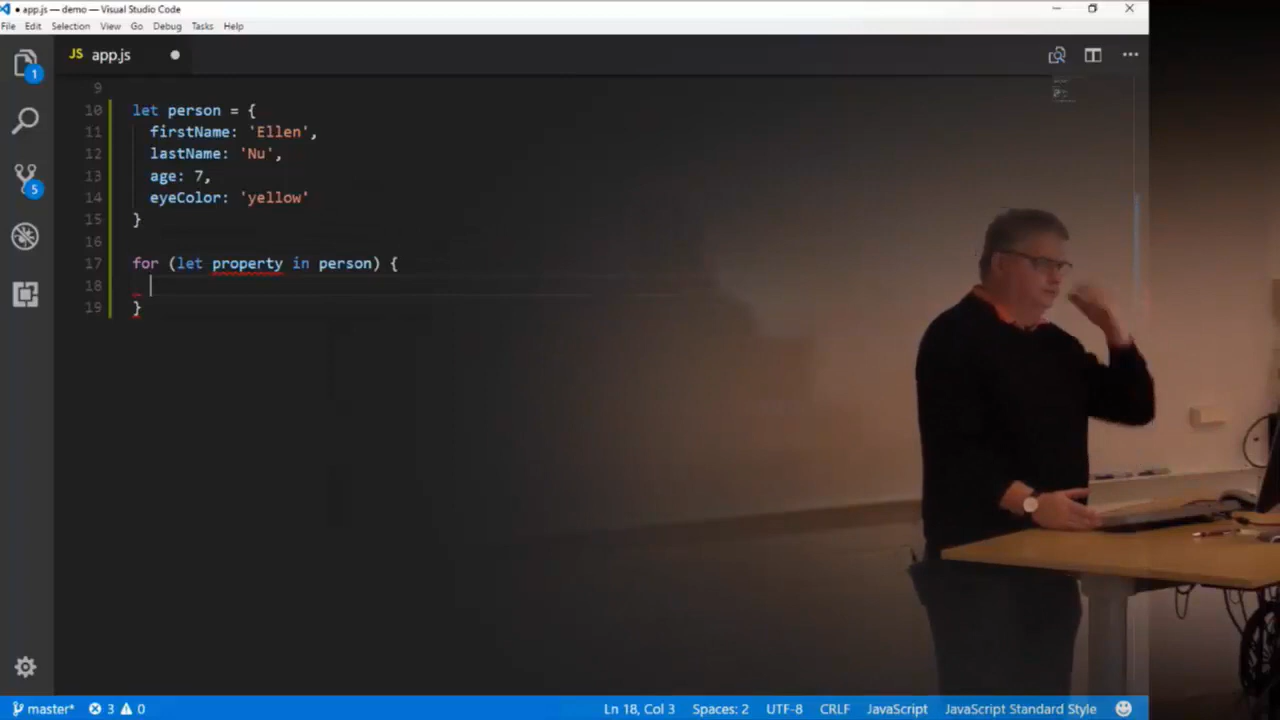 app.js — demo — Visual Studio Code
File Edit Selection View Go Debug Tasks Help
JS app.js
1
5
9
10 let person = {
11 firstName: 'Ellen',
12 lastName: 'Nu',
13 age: 7,
14 eyeColor: 'yellow'
15 }
16
17 for (let property in person) {
18
19 }
master* 3 0 Ln 18, Col 3 Spaces: 2 UTF-8 CRLF JavaScript JavaScript Standard Style